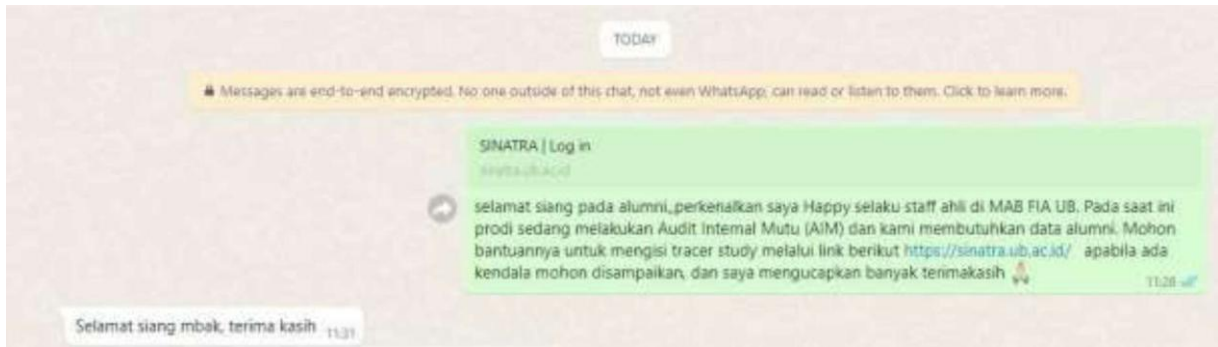 TODAY
Messages are end-to-end encrypted. No one outside of this chat, not even WhatsApp, can read or listen to them. Click to learn more.
SINATRA | Log in
sinatra.ub.ac.id
selamat siang pada alumni,,perkenalkan saya Happy selaku staff ahli di MAB FIA UB. Pada saat ini
prodi sedang melakukan Audit Internal Mutu (AIM) dan kami membutuhkan data alumni. Mohon
bantuannya untuk mengisi tracer study melalui link berikut https://sinatra.ub.ac.id/ apabila ada
kendala mohon disampaikan, dan saya mengucapkan banyak terimakasih 🙏
11:28
Selamat siang mbak, terima kasih 11:31